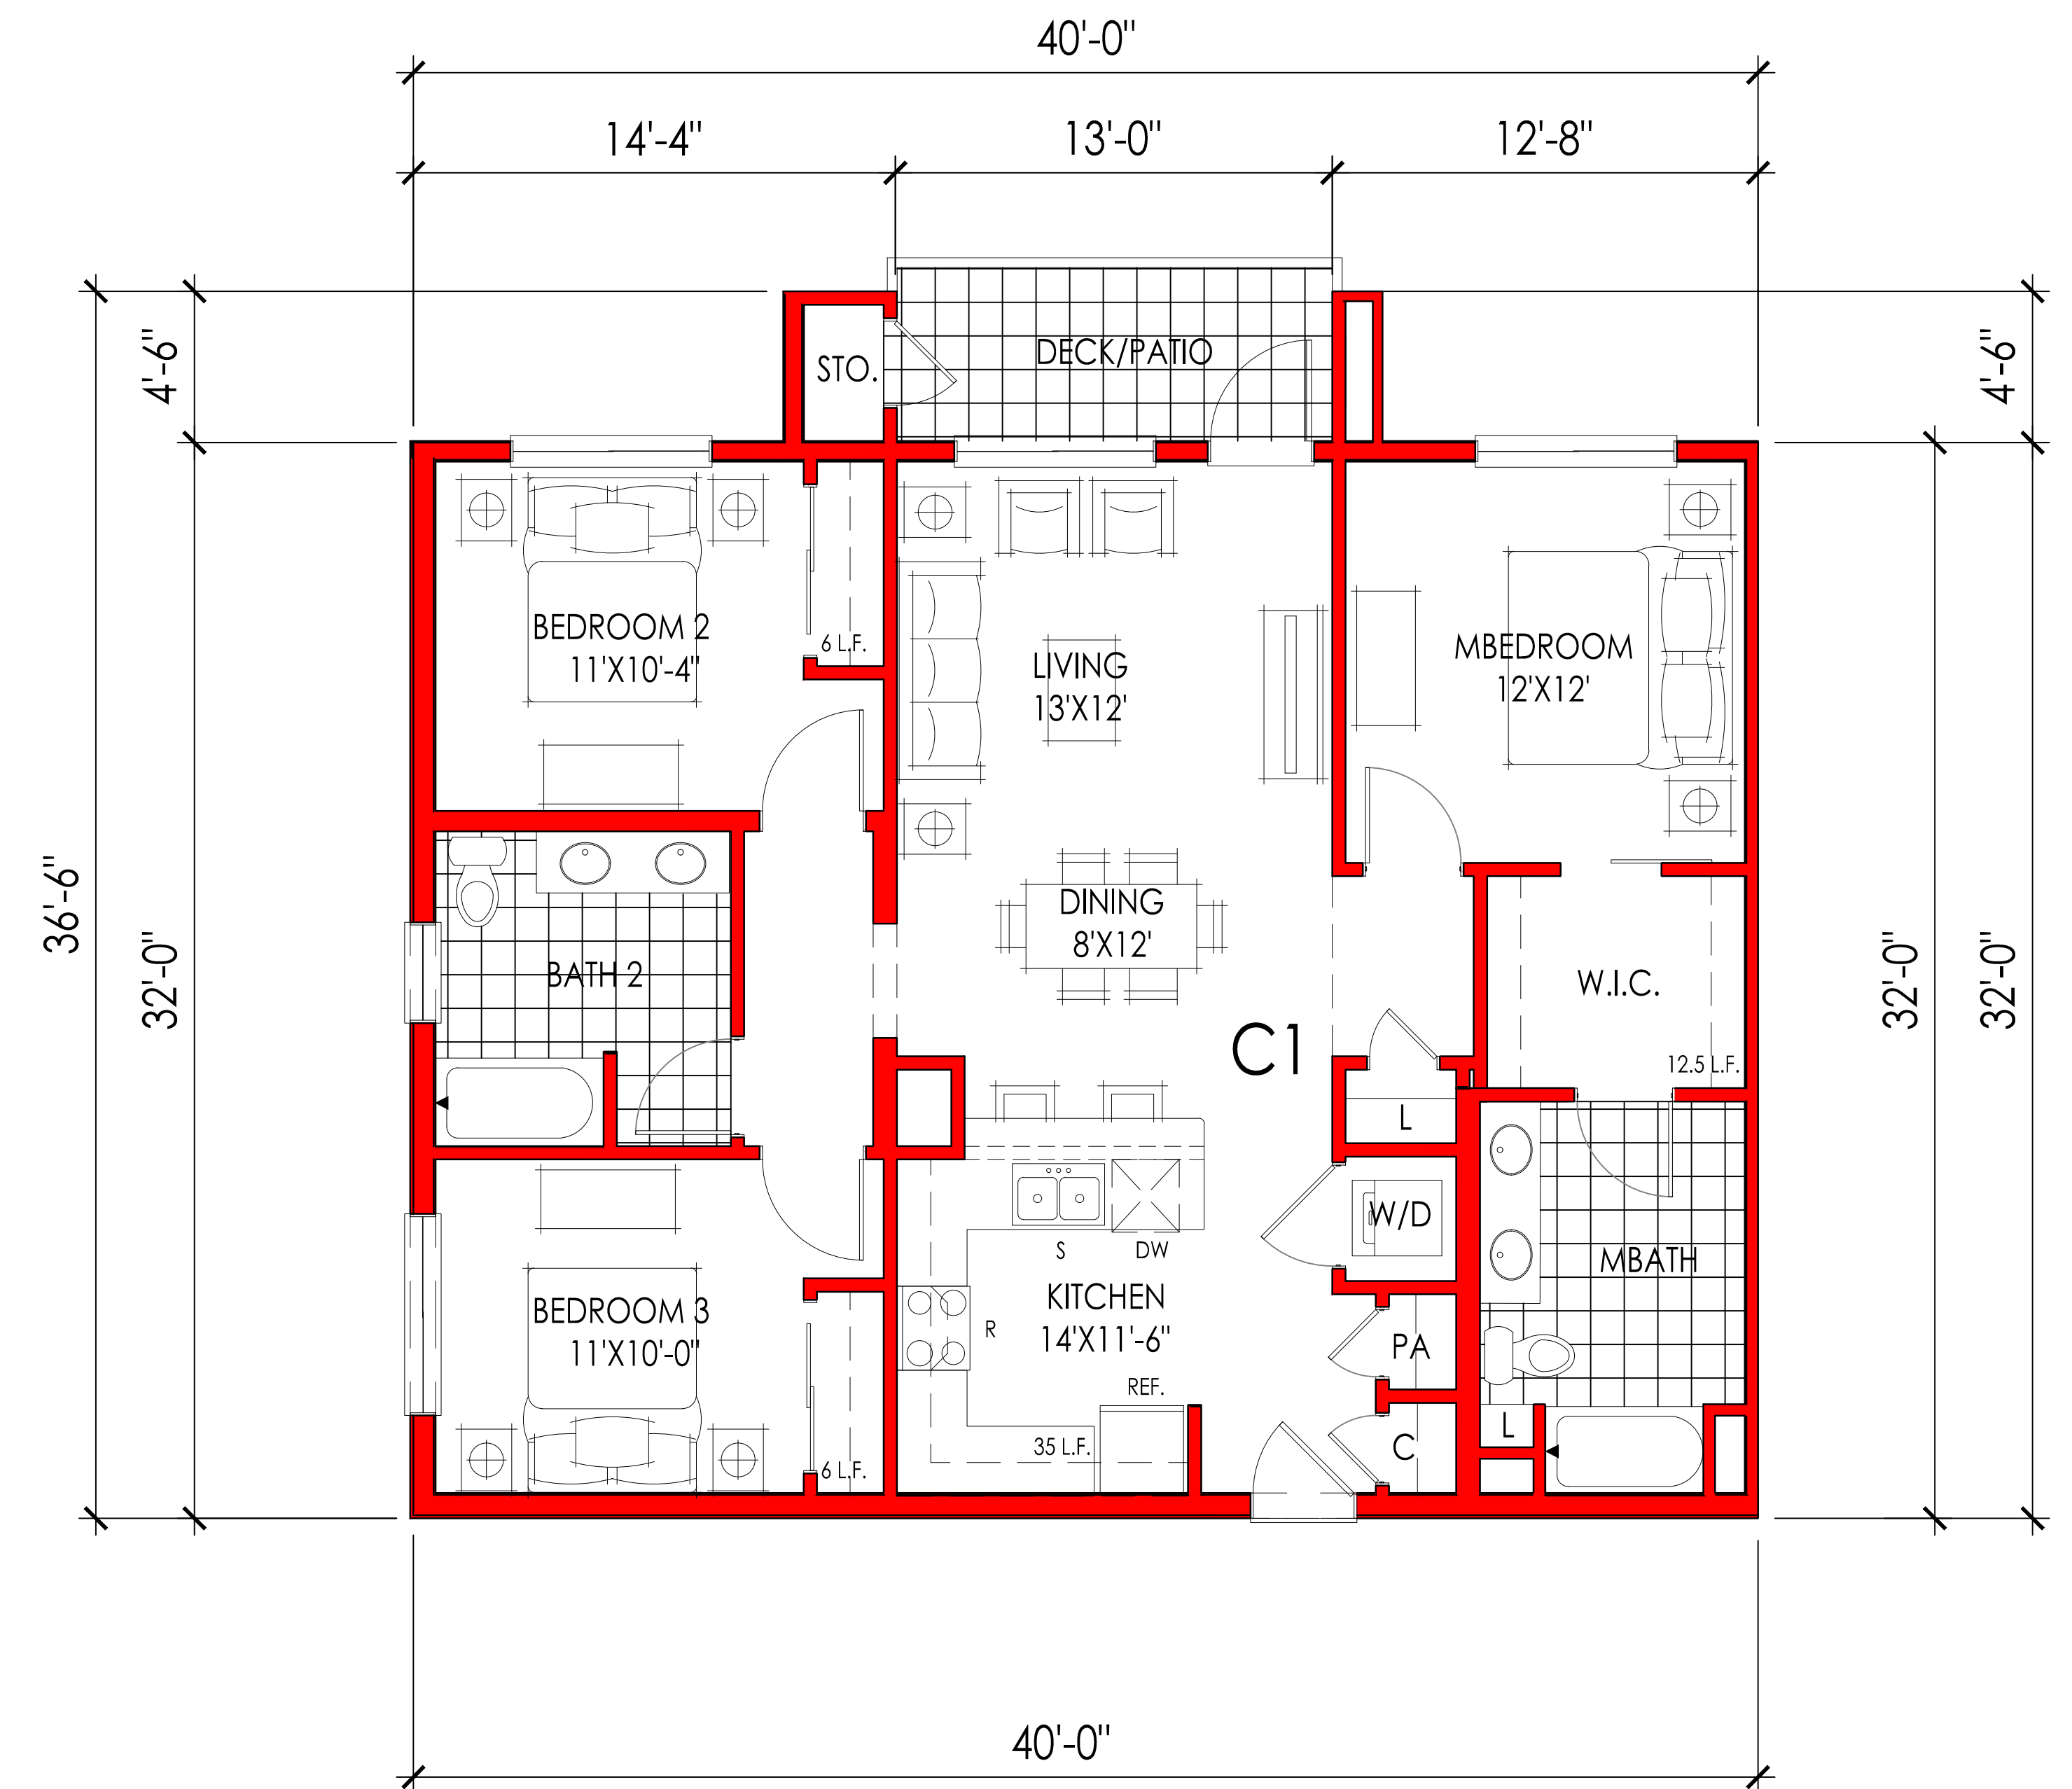 40'-0"
14'-4"
13'-0"
12'-8"
4'-6"
4'-6"
STO.
DECK/PATIO
BEDROOM 2
11'X10'-4"
6 L.F.
LIVING
13'X12'
MBEDROOM
12'X12'
36'-6"
32'-0"
32'-0"
32'-0"
DINING
8'X12'
BATH 2
W.I.C.
C1
12.5 L.F.
L
W/D
S
DW
MBATH
KITCHEN
14'X11'-6"
R
BEDROOM 3
11'X10'-0"
PA
REF.
L
C
35 L.F.
6 L.F.
40'-0"